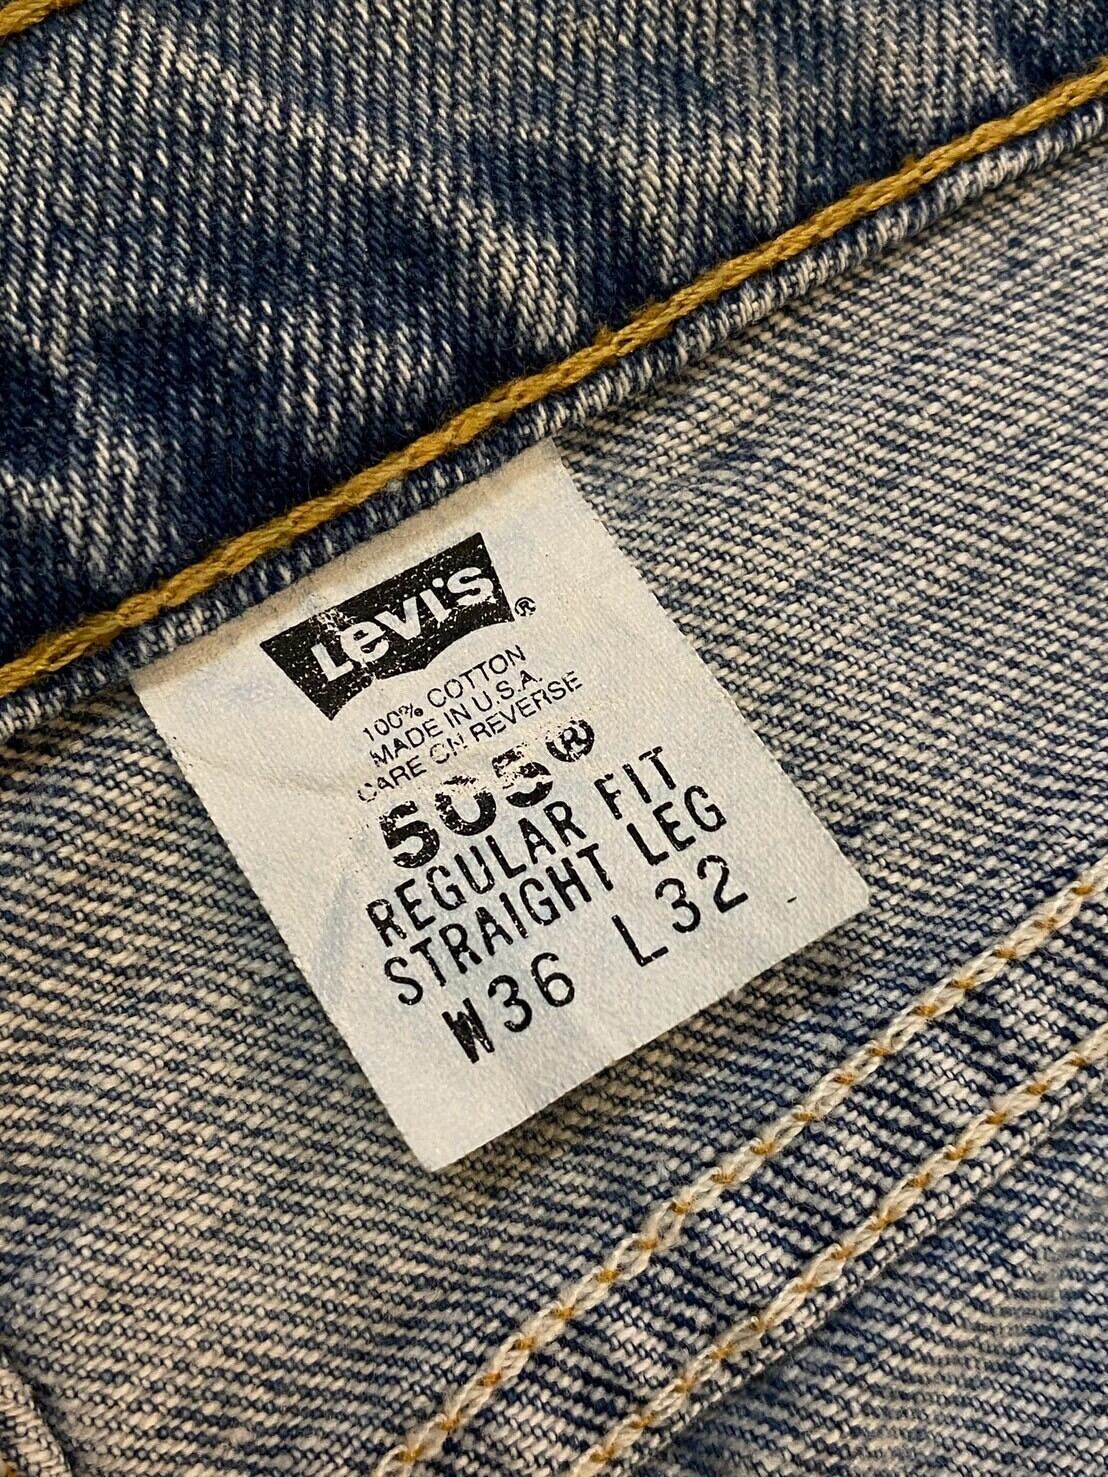 Levi's®
100% COTTON
MADE IN U.S.A.
CARE ON REVERSE
505®
REGULAR FIT
STRAIGHT LEG
W36 L32